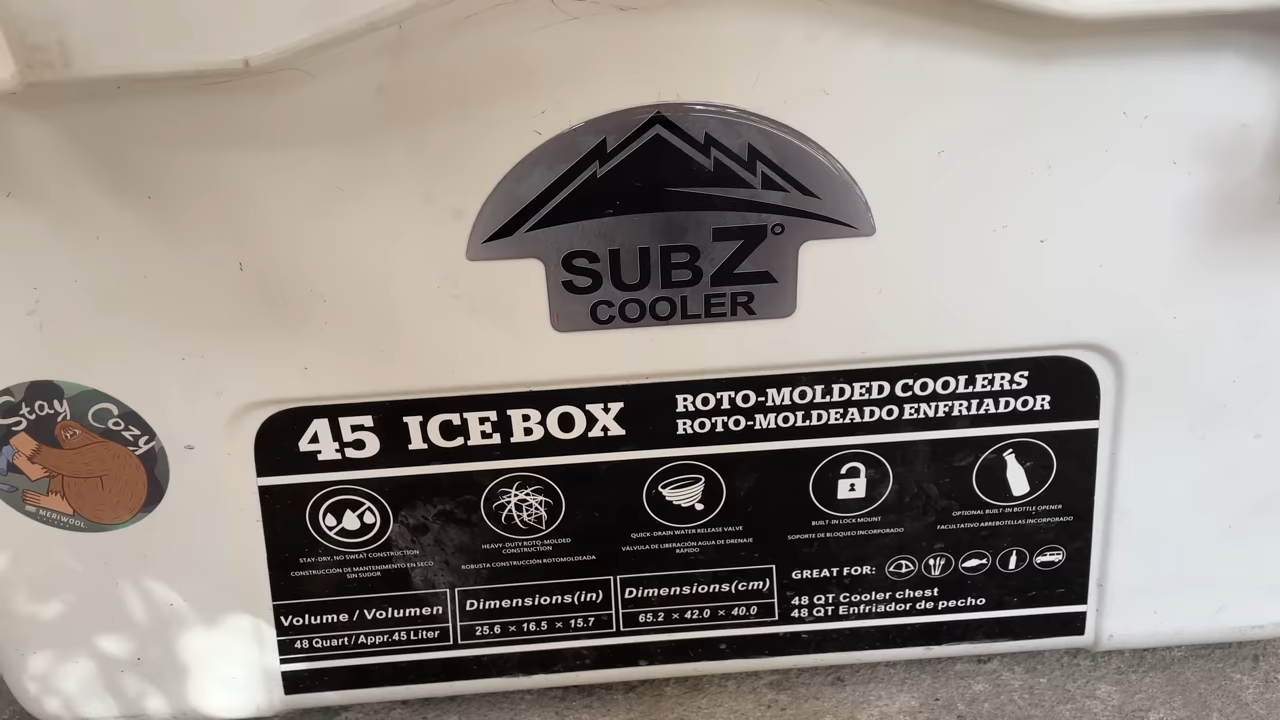 SUBZ°
COOLER
Stay Cozy
MERIWOOL.
45 ICE BOX
ROTO-MOLDED COOLERS
ROTO-MOLDEADO ENFRIADOR
STAY-DRY, NO SWEAT CONSTRUCTION
CONSTRUCCIÓN DE MANTENIMIENTO EN SECO
SIN SUDOR
HEAVY-DUTY ROTO-MOLDED
CONSTRUCTION
ROBUSTA CONSTRUCCIÓN ROTOMOLDEADA
QUICK-DRAIN WATER RELEASE VALVE
VÁLVULA DE LIBERACIÓN AGUA DE DRENAJE
RÁPIDO
BUILT-IN LOCK MOUNT
SOPORTE DE BLOQUEO INCORPORADO
OPTIONAL BUILT-IN BOTTLE OPENER
FACULTATIVO ABREBOTELLAS INCORPORADO
Volume / Volumen
48 Quart / Appr.45 Liter
Dimensions(in)
25.6 × 16.5 × 15.7
Dimensions(cm)
65.2 × 42.0 × 40.0
GREAT FOR:
48 QT Cooler chest
48 QT Enfriador de pecho